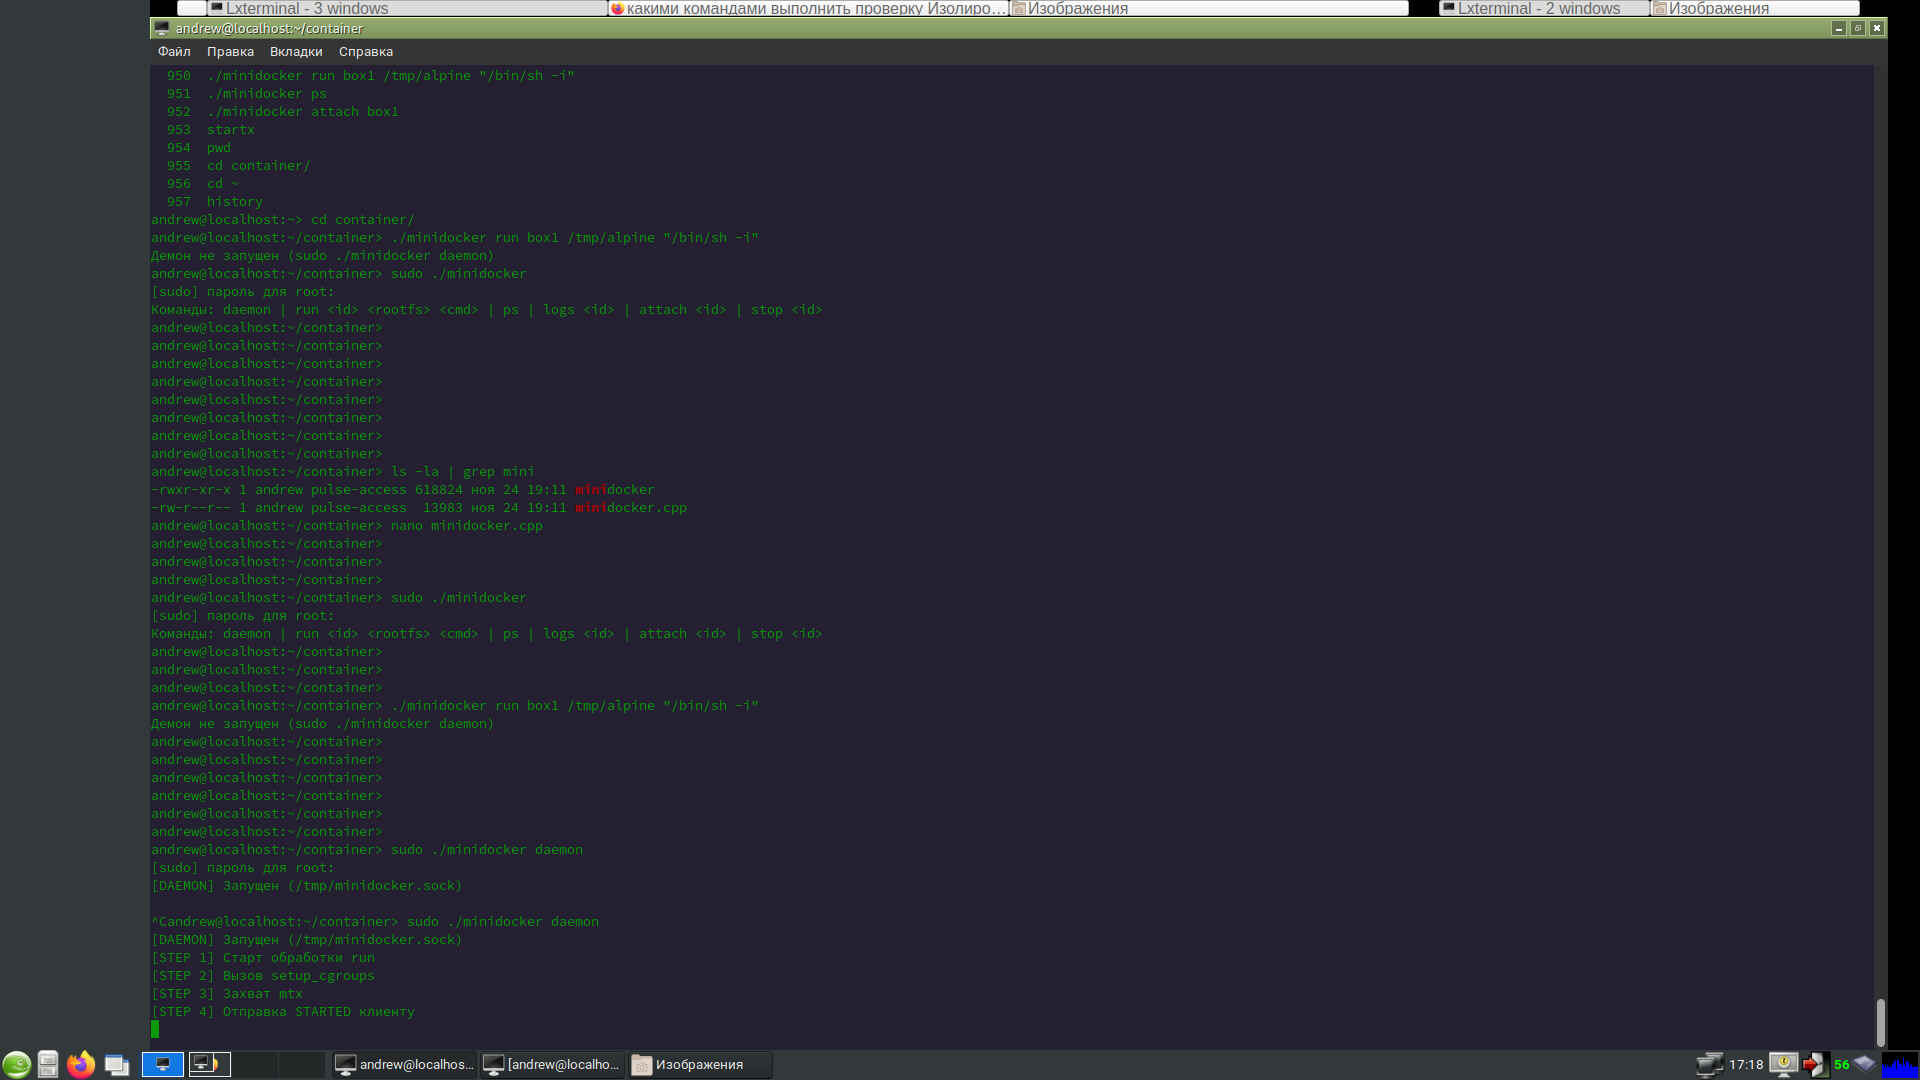 Lxterminal - 3 windows
какими командами выполнить проверку Изолиро...
Изображения
Lxterminal - 2 windows
Изображения
andrew@localhost:~/container
Файл Правка Вкладки Справка
950 ./minidocker run box1 /tmp/alpine "/bin/sh -i"
951 ./minidocker ps
952 ./minidocker attach box1
953 startx
954 pwd
955 cd container/
956 cd ~
957 history
andrew@localhost:~> cd container/
andrew@localhost:~/container> ./minidocker run box1 /tmp/alpine "/bin/sh -i"
Демон не запущен (sudo ./minidocker daemon)
andrew@localhost:~/container> sudo ./minidocker
[sudo] пароль для root:
Команды: daemon | run <id> <rootfs> <cmd> | ps | logs <id> | attach <id> | stop <id>
andrew@localhost:~/container>
andrew@localhost:~/container>
andrew@localhost:~/container>
andrew@localhost:~/container>
andrew@localhost:~/container>
andrew@localhost:~/container>
andrew@localhost:~/container>
andrew@localhost:~/container>
andrew@localhost:~/container> ls -la | grep mini
-rwxr-xr-x 1 andrew pulse-access 618824 ноя 24 19:11 minidocker
-rw-r--r-- 1 andrew pulse-access  13983 ноя 24 19:11 minidocker.cpp
andrew@localhost:~/container> nano minidocker.cpp
andrew@localhost:~/container>
andrew@localhost:~/container>
andrew@localhost:~/container>
andrew@localhost:~/container> sudo ./minidocker
[sudo] пароль для root:
Команды: daemon | run <id> <rootfs> <cmd> | ps | logs <id> | attach <id> | stop <id>
andrew@localhost:~/container>
andrew@localhost:~/container>
andrew@localhost:~/container>
andrew@localhost:~/container> ./minidocker run box1 /tmp/alpine "/bin/sh -i"
Демон не запущен (sudo ./minidocker daemon)
andrew@localhost:~/container>
andrew@localhost:~/container>
andrew@localhost:~/container>
andrew@localhost:~/container>
andrew@localhost:~/container>
andrew@localhost:~/container>
andrew@localhost:~/container> sudo ./minidocker daemon
[sudo] пароль для root:
[DAEMON] Запущен (/tmp/minidocker.sock)
^Candrew@localhost:~/container> sudo ./minidocker daemon
[DAEMON] Запущен (/tmp/minidocker.sock)
[STEP 1] Старт обработки run
[STEP 2] Вызов setup_cgroups
[STEP 3] Захват mtx
[STEP 4] Отправка STARTED клиенту
andrew@localhos...
[andrew@localho...
Изображения
17:18
56